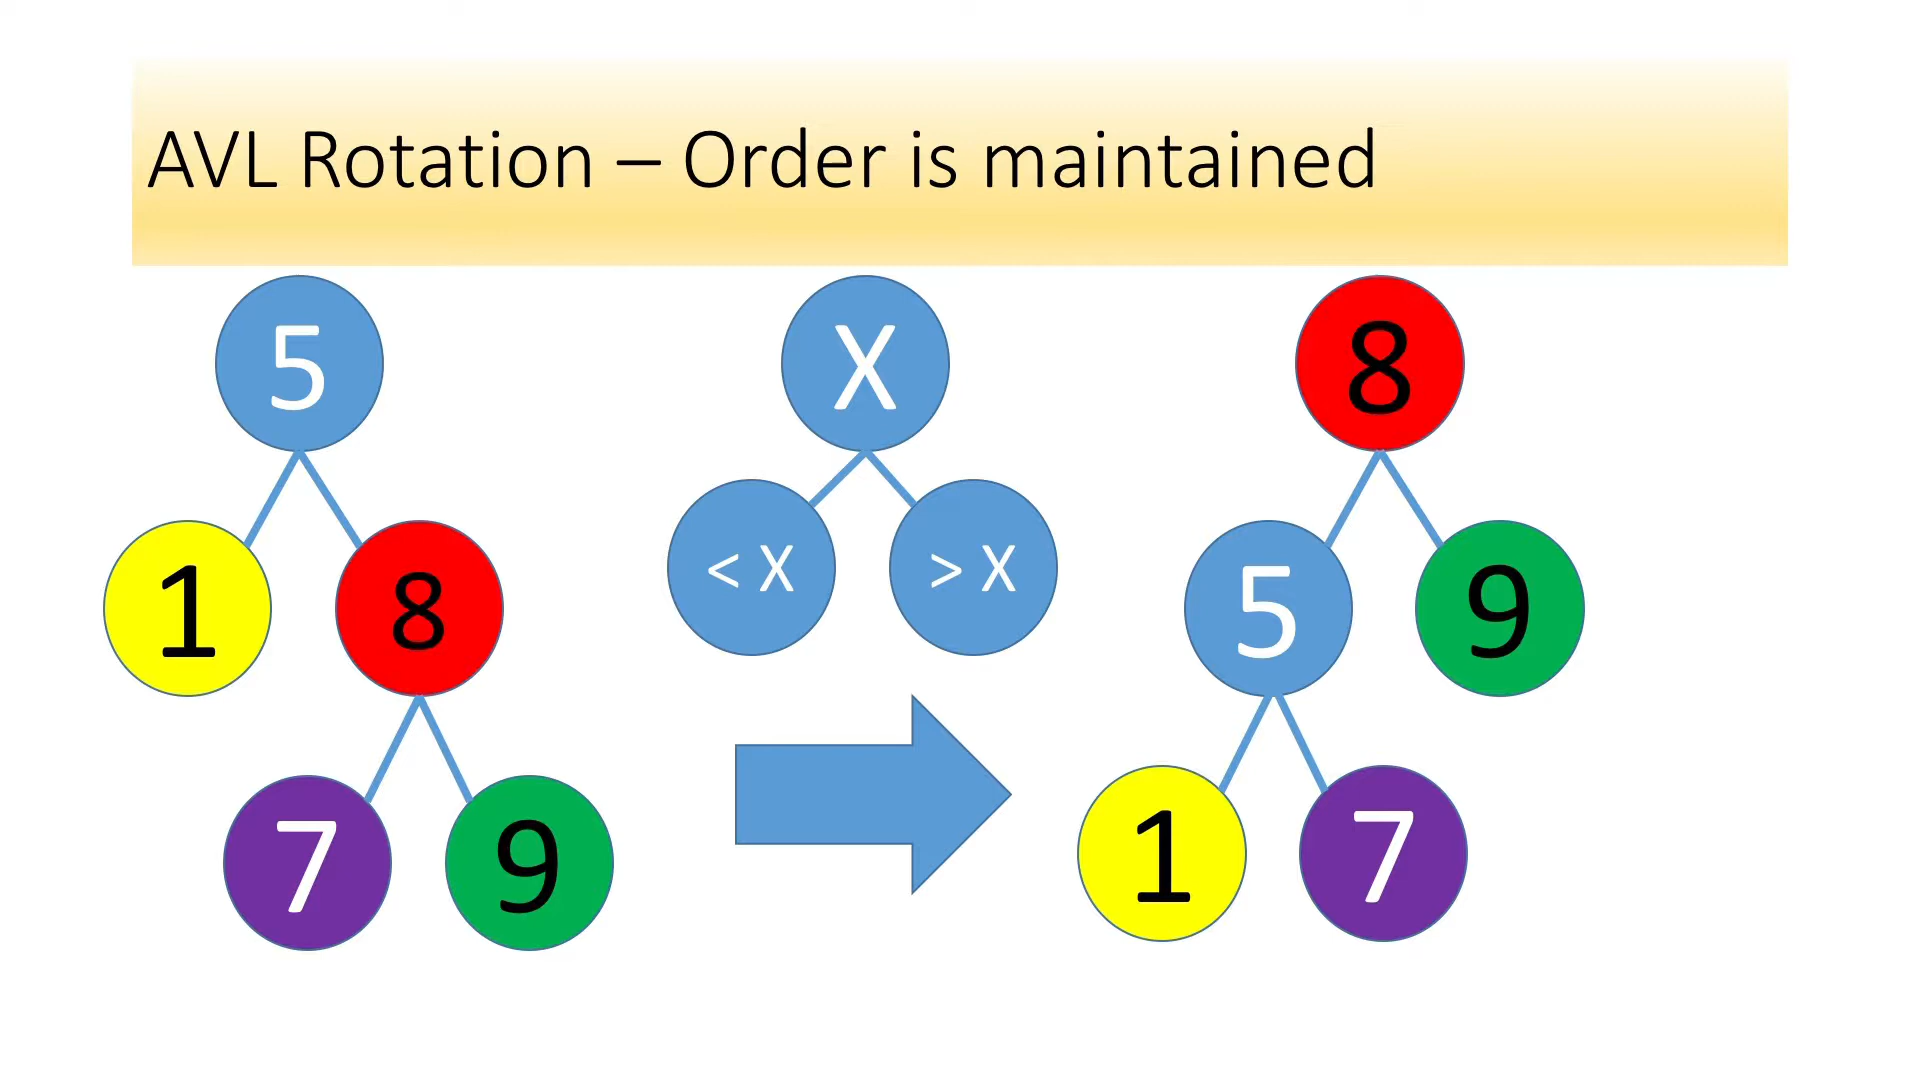 AVL Rotation – Order is maintained
5
1
8
7
9
X
< X
> X
8
5
9
1
7